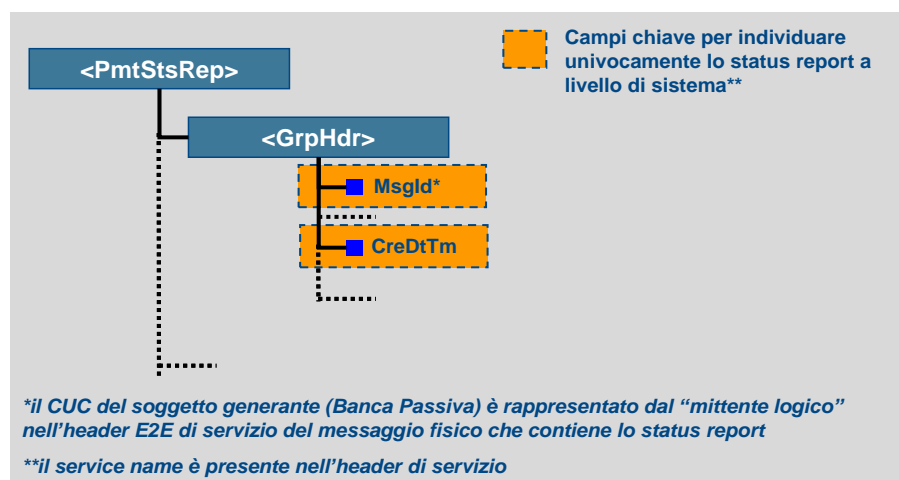 <PmtStsRep>
Campi chiave per individuare
univocamente lo status report a
livello di sistema**
<GrpHdr>
MsgId*
CreDtTm
*il CUC del soggetto generante (Banca Passiva) è rappresentato dal “mittente logico”
nell’header E2E di servizio del messaggio fisico che contiene lo status report
**il service name è presente nell’header di servizio